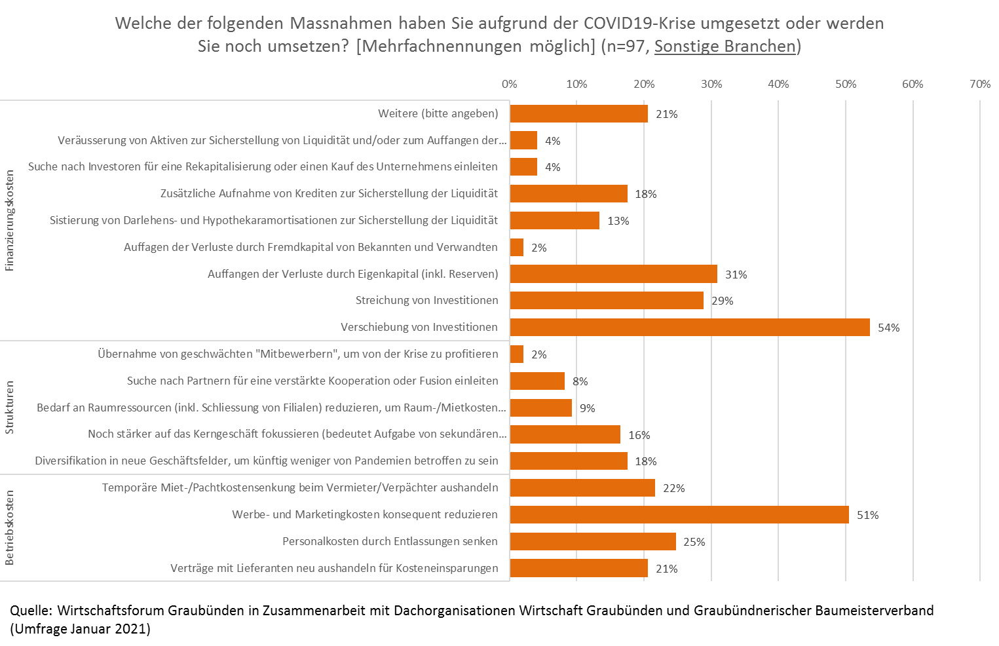 Welche der folgenden Massnahmen haben Sie aufgrund der COVID19-Krise umgesetzt oder werden
Sie noch umsetzen? [Mehrfachnennungen möglich] (n=97, Sonstige Branchen)
0% 10% 20% 30% 40% 50% 60% 70%
Finanzierungskosten
Weitere (bitte angeben) 21%
Veräusserung von Aktiven zur Sicherstellung von Liquidität und/oder zum Auffangen der... 4%
Suche nach Investoren für eine Rekapitalisierung oder einen Kauf des Unternehmens einleiten 4%
Zusätzliche Aufnahme von Krediten zur Sicherstellung der Liquidität 18%
Sistierung von Darlehens- und Hypothekaramortisationen zur Sicherstellung der Liquidität 13%
Auffagen der Verluste durch Fremdkapital von Bekannten und Verwandten 2%
Auffangen der Verluste durch Eigenkapital (inkl. Reserven) 31%
Streichung von Investitionen 29%
Verschiebung von Investitionen 54%
Strukturen
Übernahme von geschwächten "Mitbewerbern", um von der Krise zu profitieren 2%
Suche nach Partnern für eine verstärkte Kooperation oder Fusion einleiten 8%
Bedarf an Raumressourcen (inkl. Schliessung von Filialen) reduzieren, um Raum-/Mietkosten... 9%
Noch stärker auf das Kerngeschäft fokussieren (bedeutet Aufgabe von sekundären... 16%
Diversifikation in neue Geschäftsfelder, um künftig weniger von Pandemien betroffen zu sein 18%
Betriebskosten
Temporäre Miet-/Pachtkostensenkung beim Vermieter/Verpächter aushandeln 22%
Werbe- und Marketingkosten konsequent reduzieren 51%
Personalkosten durch Entlassungen senken 25%
Verträge mit Lieferanten neu aushandeln für Kosteneinsparungen 21%
Quelle: Wirtschaftsforum Graubünden in Zusammenarbeit mit Dachorganisationen Wirtschaft Graubünden und Graubündnerischer Baumeisterverband
(Umfrage Januar 2021)